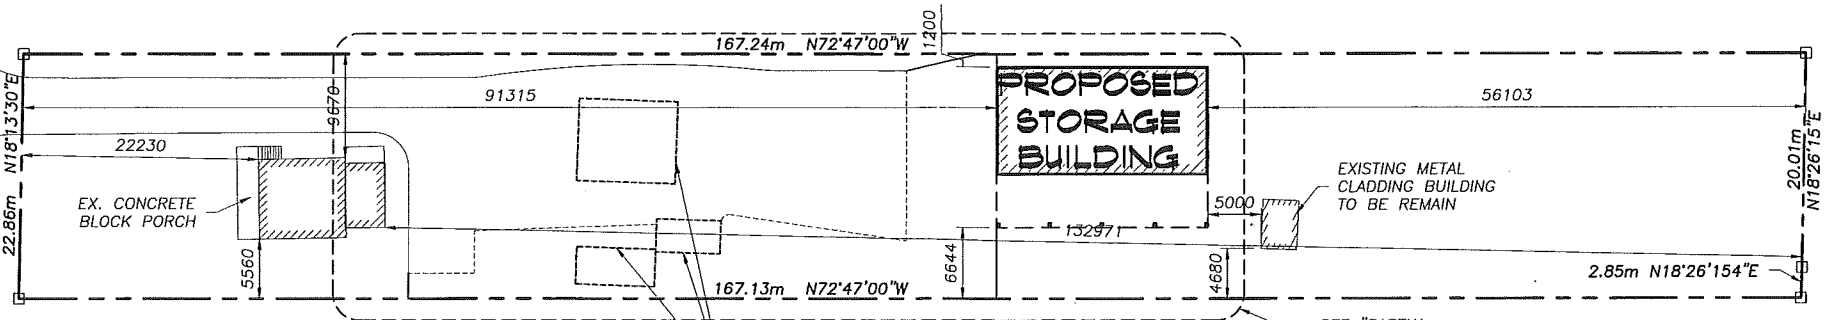 167.24m N72°47'00"W
1200
22.86m N18°13'30"E
91315
9670
22230
EX. CONCRETE
BLOCK PORCH
5560
PROPOSED
STORAGE
BUILDING
56103
EXISTING METAL
CLADDING BUILDING
TO BE REMAIN
5000
132971
6644
4680
20.01m
N18°26'15"E
2.85m N18°26'154"E
167.13m N72°47'00"W